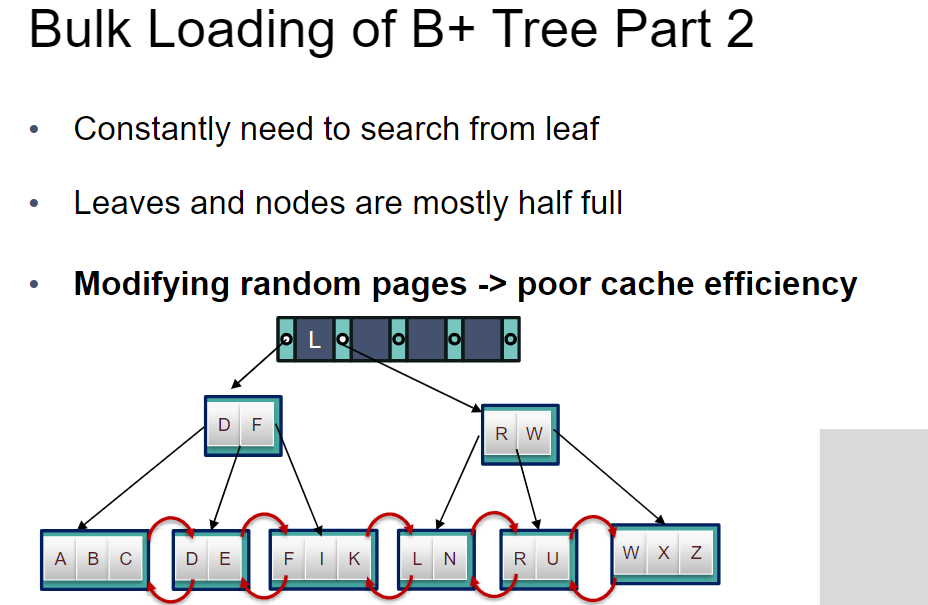 Bulk Loading of B+ Tree Part 2
• Constantly need to search from leaf
• Leaves and nodes are mostly half full
• Modifying random pages -> poor cache efficiency
L
D F
R W
A B C D E F I K L N R U W X Z